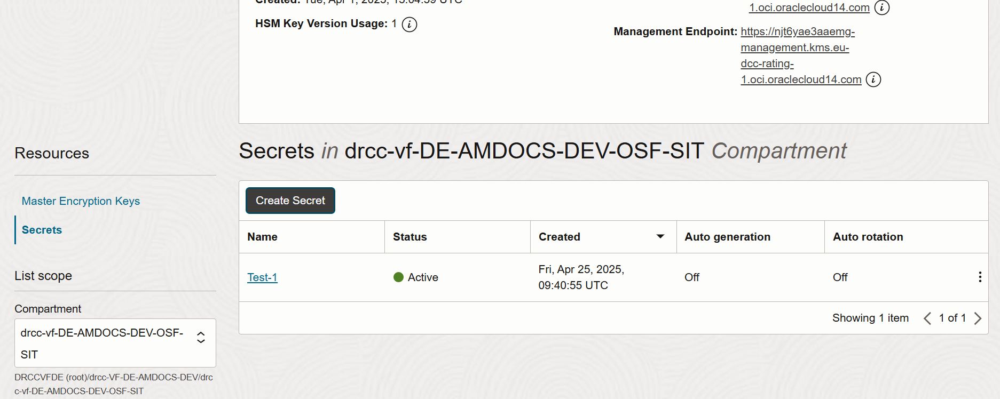 Created: Tue, Apr 1, 2025, 15:04:59 UTC
1.oci.oraclecloud14.com
HSM Key Version Usage: 1
Management Endpoint: https://njt6yae3aaemg-
management.kms.eu-
dcc-rating-
1.oci.oraclecloud14.com
Resources
Master Encryption Keys
Secrets
List scope
Compartment
drcc-vf-DE-AMDOCS-DEV-OSF-
SIT
DRCCVFDE (root)/drcc-VF-DE-AMDOCS-DEV/drc
c-vf-DE-AMDOCS-DEV-OSF-SIT
Secrets in drcc-vf-DE-AMDOCS-DEV-OSF-SIT Compartment
Create Secret
Name Status Created Auto generation Auto rotation
Test-1 Active Fri, Apr 25, 2025, Off Off
09:40:55 UTC
Showing 1 item 1 of 1